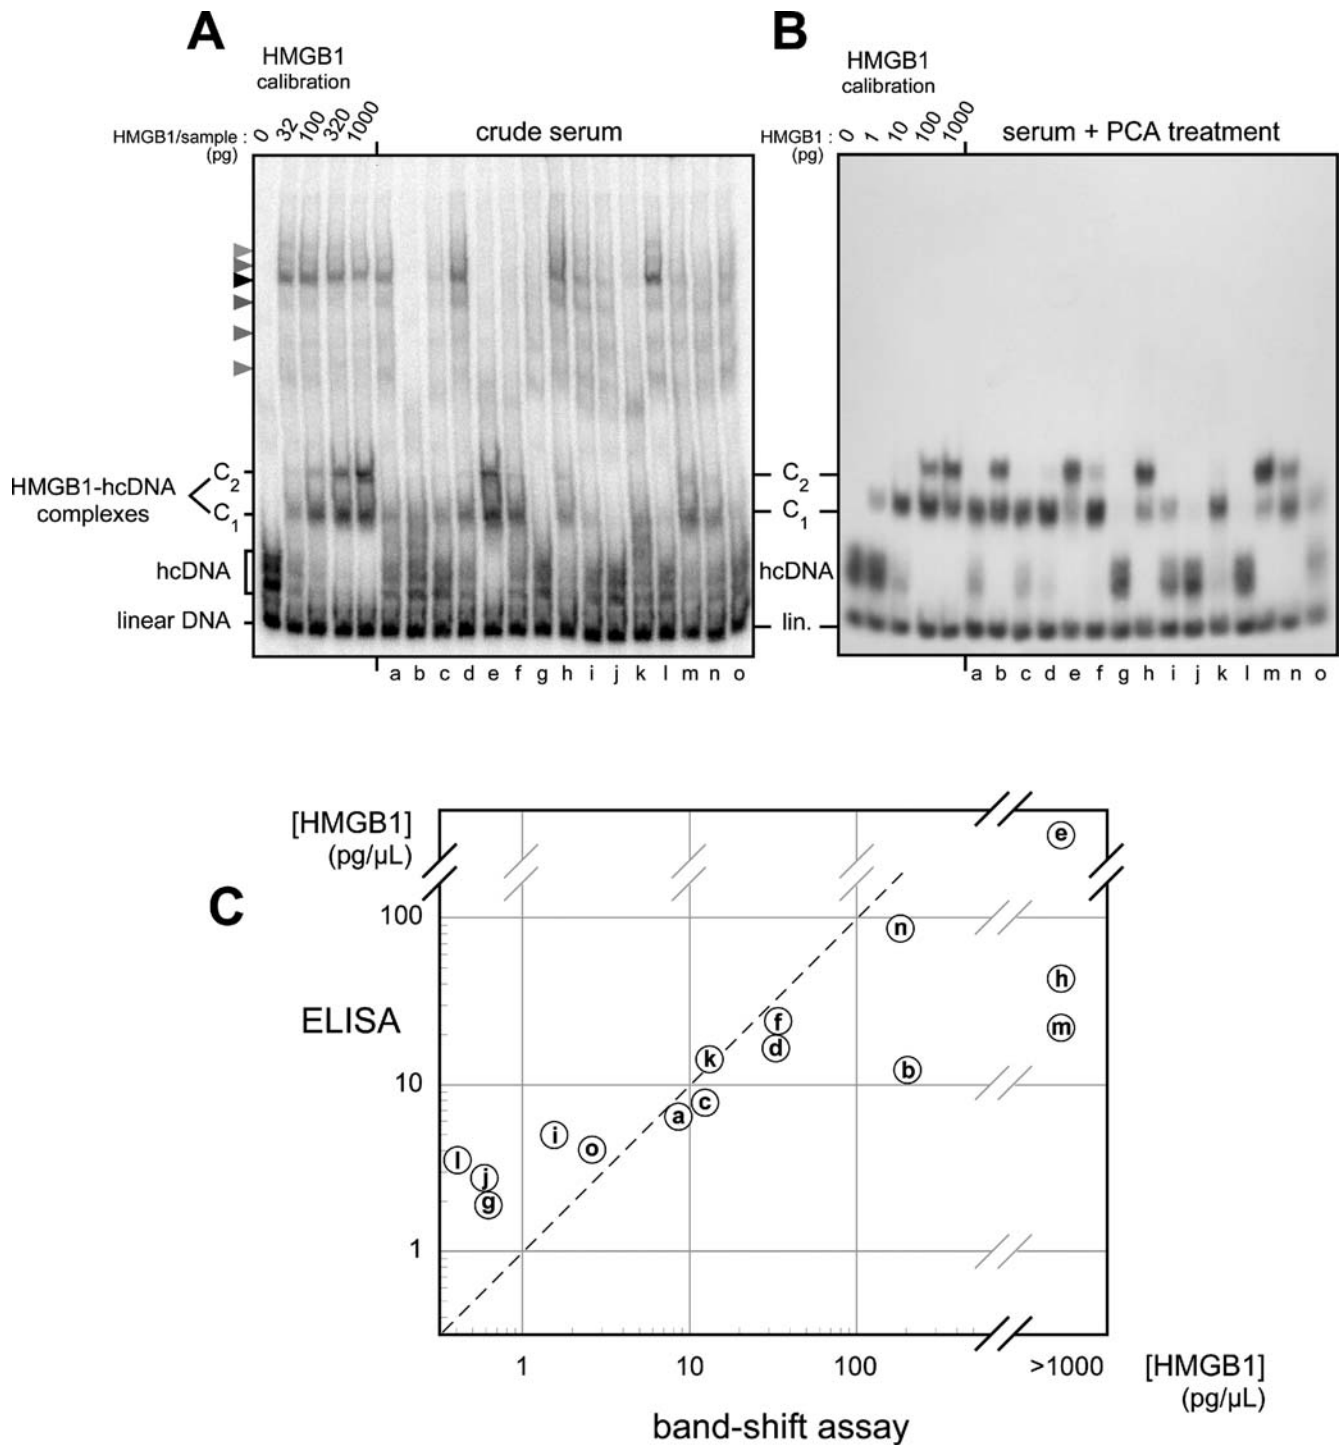 A
HMGB1
calibration
HMGB1/sample : 0 32 100 320 1000
(pg)
crude serum
C2
HMGB1-hcDNA
complexes
C1
hcDNA
linear DNA
a b c d e f g h i j k l m n o
B
HMGB1
calibration
HMGB1 : 0 1 10 100 1000
(pg)
serum + PCA treatment
C2
C1
hcDNA
lin.
a b c d e f g h i j k l m n o
C
[HMGB1]
(pg/µL)
e
100
n
h
ELISA
f
m
d
k
b
10
c
a
i
o
l
j
g
1
1 10 100 >1000
[HMGB1]
(pg/µL)
band-shift assay